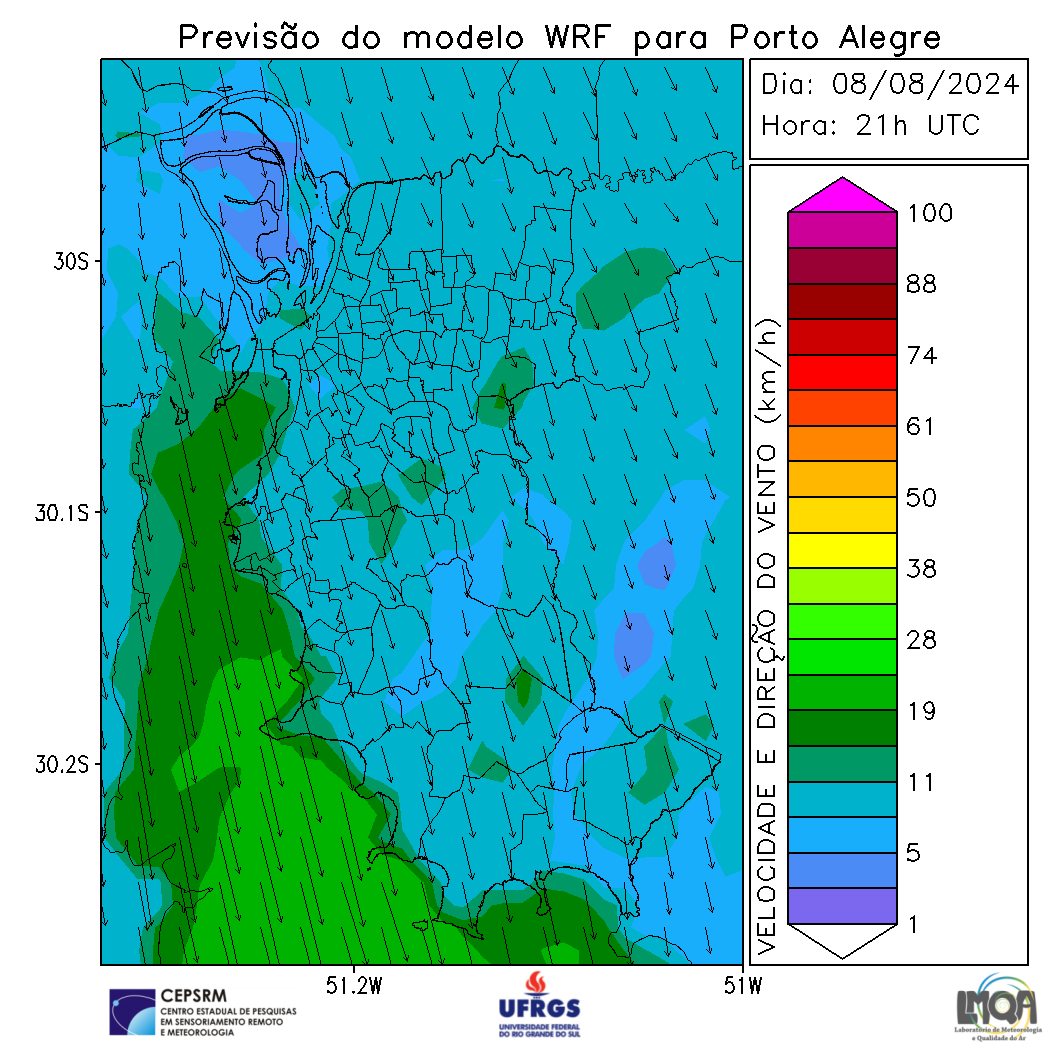 Previsão do modelo WRF para Porto Alegre
Dia: 08/08/2024
Hora: 21h UTC
30S
30.1S
30.2S
51.2W
51W
VELOCIDADE E DIREÇÃO DO VENTO (km/h)
100
88
74
61
50
38
28
19
11
5
1
CEPSRM
CENTRO ESTADUAL DE PESQUISAS
EM SENSORIAMENTO REMOTO
E METEOROLOGIA
UFRGS
UNIVERSIDADE FEDERAL
DO RIO GRANDE DO SUL
LMQA
Laboratório de Meteorologia
e Qualidade do Ar